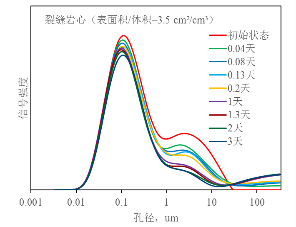 裂缝岩心（表面积/体积=3.5 cm²/cm³）
初始状态
0.04天
0.08天
0.13天
0.2天
1天
1.3天
2天
3天
信号强度
0.001 0.01 0.1 1 10 100
孔径，um